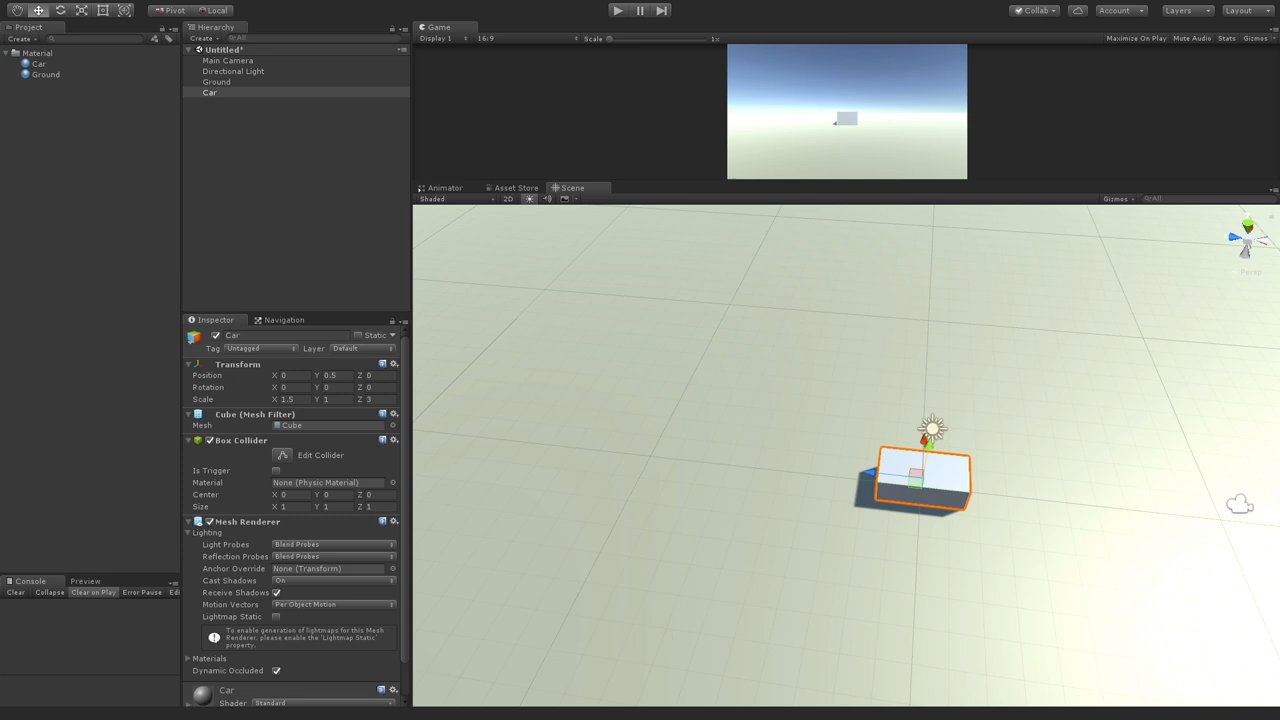 Pivot Local
Collab
Account
Layers
Layout
Project
Create
Material
Car
Ground
Hierarchy
Create
All
Untitled*
Main Camera
Directional Light
Ground
Car
Game
Display 1
16:9
Scale
1x
Maximize On Play
Mute Audio
Stats
Gizmos
Animator
Asset Store
Scene
Shaded
2D
Gizmos
All
Persp
Inspector
Navigation
Car
Static
Tag Untagged
Layer Default
Transform
Position X 0 Y 0.5 Z 0
Rotation X 0 Y 0 Z 0
Scale X 1.5 Y 1 Z 3
Cube (Mesh Filter)
Mesh Cube
Box Collider
Edit Collider
Is Trigger
Material None (Physic Material)
Center X 0 Y 0 Z 0
Size X 1 Y 1 Z 1
Mesh Renderer
Lighting
Light Probes Blend Probes
Reflection Probes Blend Probes
Anchor Override None (Transform)
Cast Shadows On
Receive Shadows
Motion Vectors Per Object Motion
Lightmap Static
To enable generation of lightmaps for this Mesh
Renderer, please enable the 'Lightmap Static'
property.
Materials
Dynamic Occluded
Car
Shader Standard
Console
Preview
Clear
Collapse
Clear on Play
Error Pause
Edi